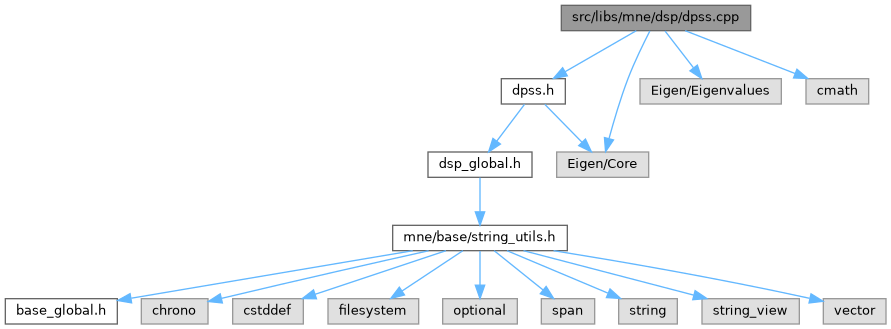 src/libs/mne/dsp/dpss.cpp
dpss.h
Eigen/Eigenvalues
cmath
dsp_global.h
Eigen/Core
mne/base/string_utils.h
base_global.h
chrono
cstddef
filesystem
optional
span
string
string_view
vector